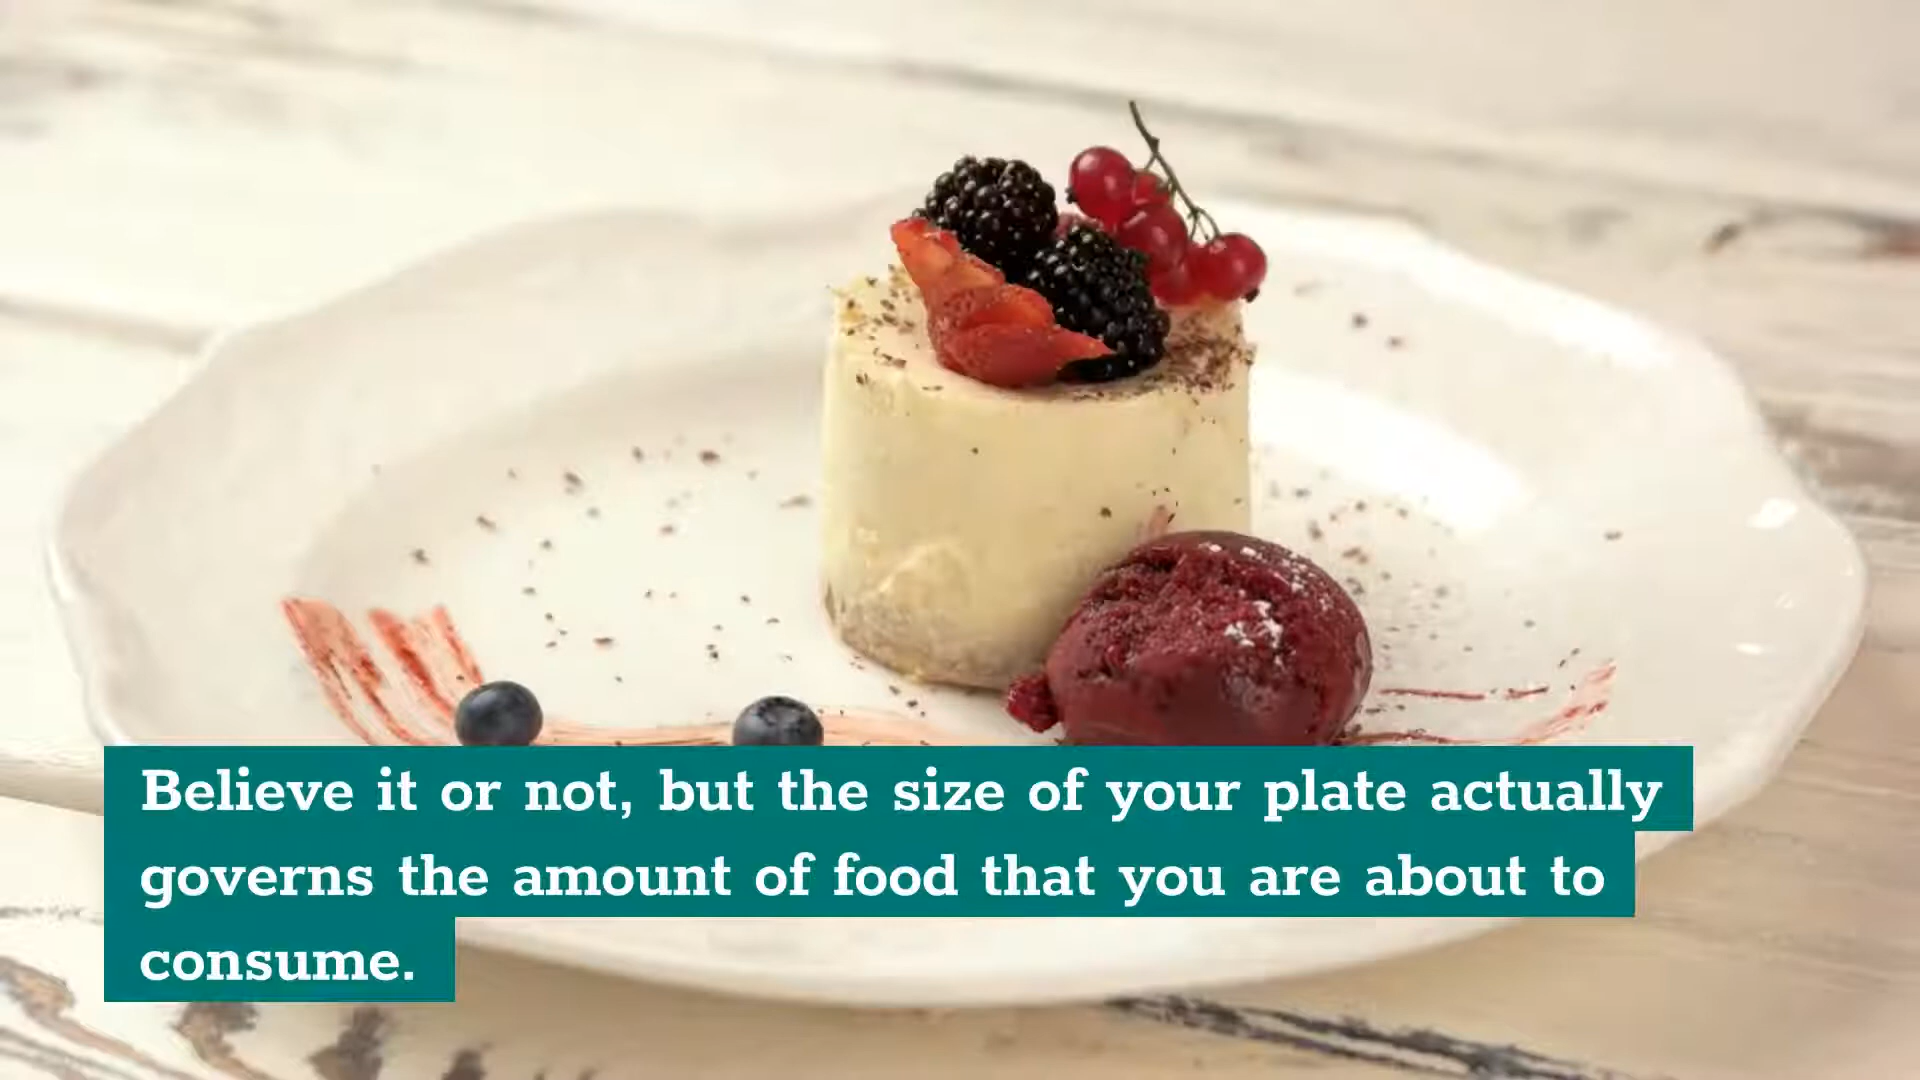 Believe it or not, but the size of your plate actually
governs the amount of food that you are about to
consume.